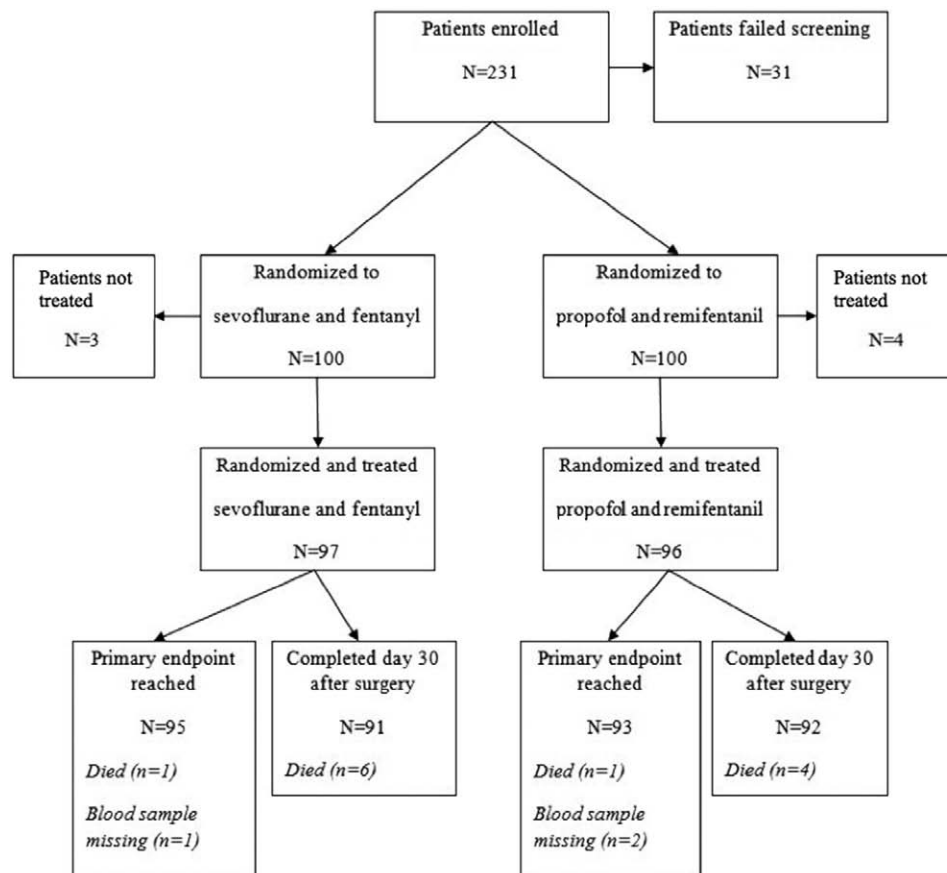 Patients enrolled
N=231
Patients failed screening
N=31
Patients not
treated
N=3
Randomized to
sevoflurane and fentanyl
N=100
Randomized to
propofol and remifentanil
N=100
Patients not
treated
N=4
Randomized and treated
sevoflurane and fentanyl
N=97
Randomized and treated
propofol and remifentanil
N=96
Primary endpoint
reached
N=95
Died (n=1)
Blood sample
missing (n=1)
Completed day 30
after surgery
N=91
Died (n=6)
Primary endpoint
reached
N=93
Died (n=1)
Blood sample
missing (n=2)
Completed day 30
after surgery
N=92
Died (n=4)